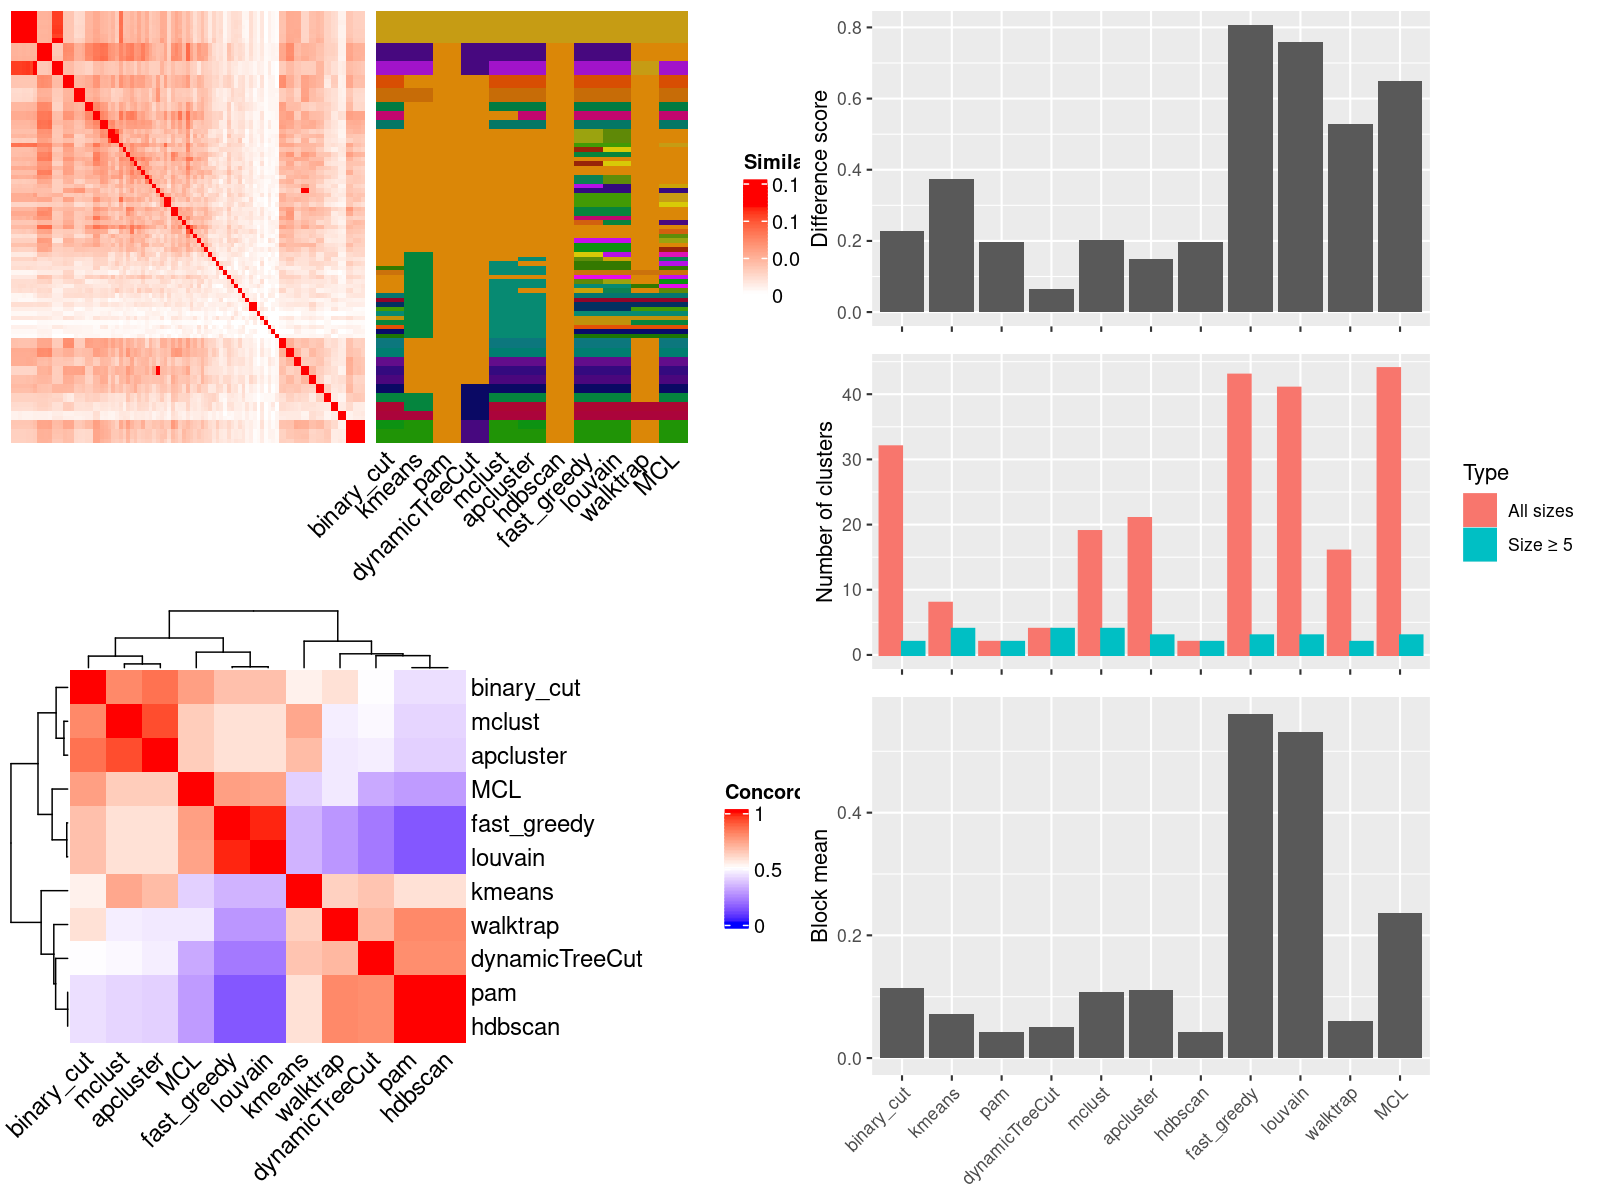 Simila
0.1
0.1
0.0
0
binary_cut
kmeans
pam
dynamicTreeCut
mclust
apcluster
hdbscan
fast_greedy
louvain
walktrap
MCL
binary_cut
mclust
apcluster
MCL
fast_greedy
louvain
kmeans
walktrap
dynamicTreeCut
pam
hdbscan
binary_cut
mclust
apcluster
MCL
fast_greedy
louvain
kmeans
walktrap
dynamicTreeCut
pam
hdbscan
Concord
1
0.5
0
Difference score
0.8
0.6
0.4
0.2
0.0
Number of clusters
40
30
20
10
0
Type
All sizes
Size ≥ 5
Block mean
0.4
0.2
0.0
binary_cut
kmeans
pam
dynamicTreeCut
mclust
apcluster
hdbscan
fast_greedy
louvain
walktrap
MCL